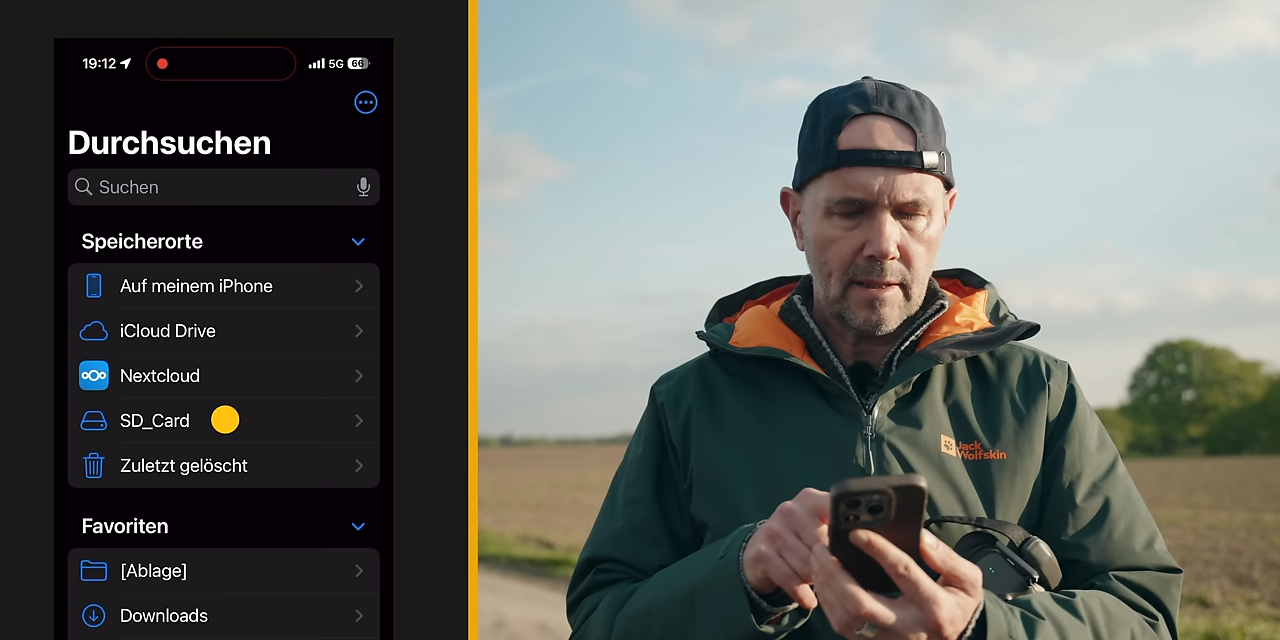 19:12
5G 66
Durchsuchen
Suchen
Speicherorte
Auf meinem iPhone
iCloud Drive
Nextcloud
SD_Card
Zuletzt gelöscht
Favoriten
[Ablage]
Downloads
Jack
Wolfskin